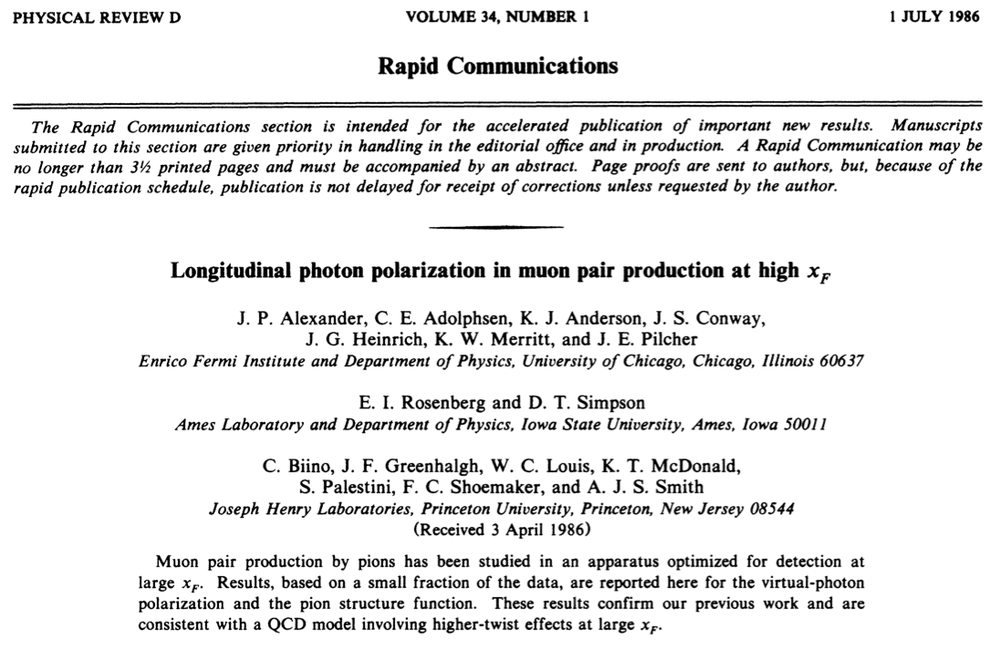 PHYSICAL REVIEW D VOLUME 34, NUMBER 1 1 JULY 1986
Rapid Communications
The Rapid Communications section is intended for the accelerated publication of important new results. Manuscripts
submitted to this section are given priority in handling in the editorial office and in production. A Rapid Communication may be
no longer than 3½ printed pages and must be accompanied by an abstract. Page proofs are sent to authors, but, because of the
rapid publication schedule, publication is not delayed for receipt of corrections unless requested by the author.
Longitudinal photon polarization in muon pair production at high x_F
J. P. Alexander, C. E. Adolphsen, K. J. Anderson, J. S. Conway,
J. G. Heinrich, K. W. Merritt, and J. E. Pilcher
Enrico Fermi Institute and Department of Physics, University of Chicago, Chicago, Illinois 60637
E. I. Rosenberg and D. T. Simpson
Ames Laboratory and Department of Physics, Iowa State University, Ames, Iowa 50011
C. Biino, J. F. Greenhalgh, W. C. Louis, K. T. McDonald,
S. Palestini, F. C. Shoemaker, and A. J. S. Smith
Joseph Henry Laboratories, Princeton University, Princeton, New Jersey 08544
(Received 3 April 1986)
Muon pair production by pions has been studied in an apparatus optimized for detection at
large x_F. Results, based on a small fraction of the data, are reported here for the virtual-photon
polarization and the pion structure function. These results confirm our previous work and are
consistent with a QCD model involving higher-twist effects at large x_F.